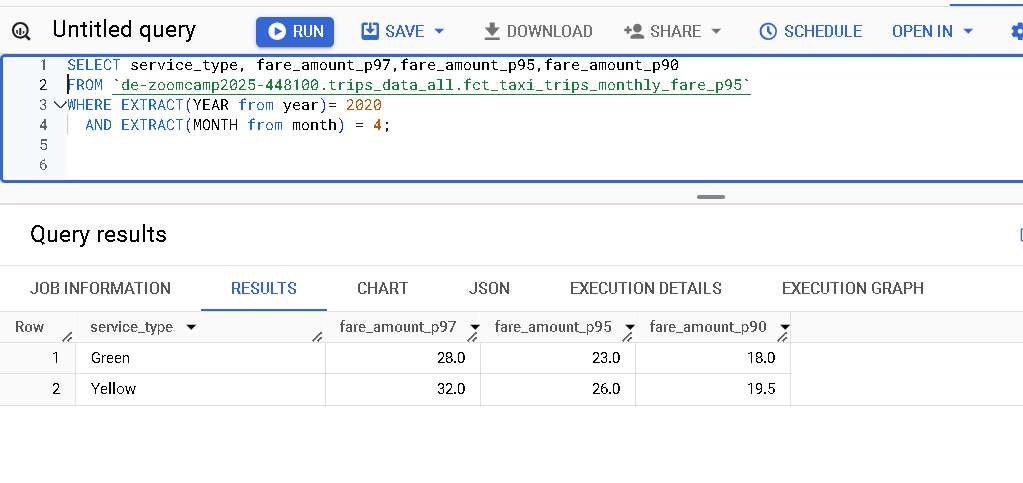 Untitled query RUN SAVE DOWNLOAD SHARE SCHEDULE OPEN IN
1 SELECT service_type, fare_amount_p97,fare_amount_p95,fare_amount_p90
2 FROM `de-zoomcamp2025-448100.trips_data_all.fct_taxi_trips_monthly_fare_p95`
3 WHERE EXTRACT(YEAR from year)= 2020
4 AND EXTRACT(MONTH from month) = 4;
5
6
Query results
JOB INFORMATION RESULTS CHART JSON EXECUTION DETAILS EXECUTION GRAPH
Row service_type fare_amount_p97 fare_amount_p95 fare_amount_p90
1 Green 28.0 23.0 18.0
2 Yellow 32.0 26.0 19.5